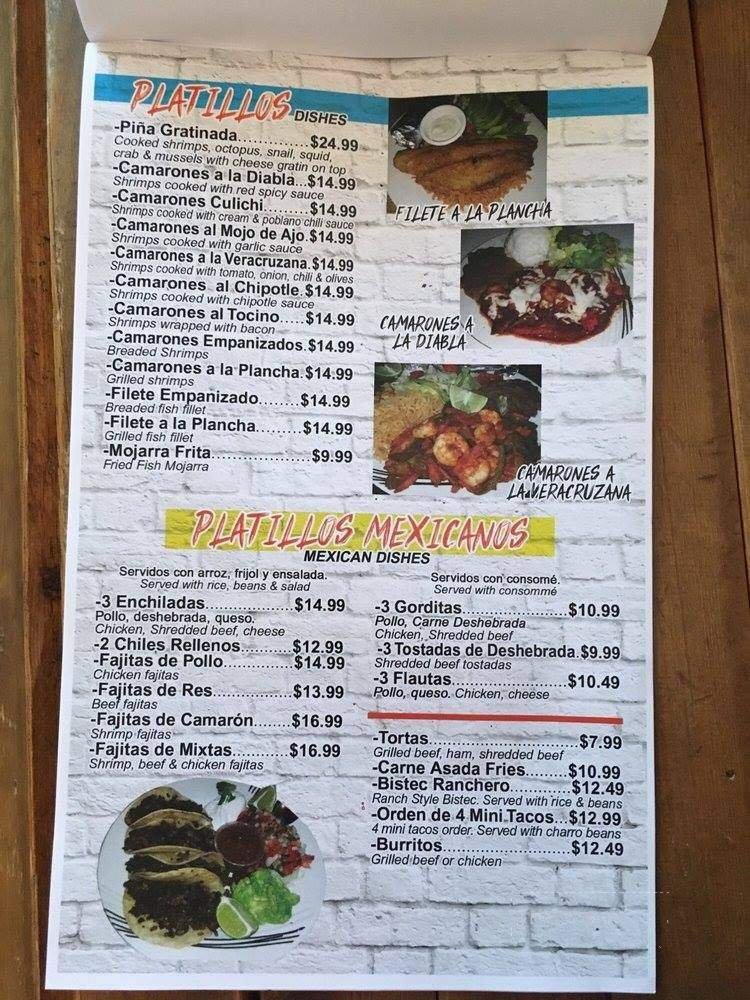 PLATILLOS DISHES
-Piña Gratinada..............$24.99
Cooked shrimps, octopus, snail, squid,
crab & mussels with cheese gratin on top
-Camarones a la Diabla...$14.99
Shrimps cooked with red spicy sauce
-Camarones Culichi.........$14.99
Shrimps cooked with cream & poblano chili sauce
-Camarones al Mojo de Ajo.$14.99
Shrimps cooked with garlic sauce
-Camarones a la Veracruzana.$14.99
Shrimps cooked with tomato, onion, chili & olives
-Camarones al Chipotle.$14.99
Shrimps cooked with chipotle sauce
-Camarones al Tocino.....$14.99
Shrimps wrapped with bacon
-Camarones Empanizados.$14.99
Breaded Shrimps
-Camarones a la Plancha.$14.99
Grilled shrimps
-Filete Empanizado........$14.99
Breaded fish fillet
-Filete a la Plancha........$14.99
Grilled fish fillet
-Mojarra Frita...................$9.99
Fried Fish Mojarra
FILETE A LA PLANCHA
CAMARONES A
LA DIABLA
CAMARONES A
LA VERACRUZANA
PLATILLOS MEXICANOS
MEXICAN DISHES
Servidos con arroz, frijol y ensalada.
Served with rice, beans & salad
-3 Enchiladas.................$14.99
Pollo, deshebrada, queso.
Chicken, Shredded beef, cheese
-2 Chiles Rellenos..........$12.99
-Fajitas de Pollo..............$14.99
Chicken fajitas
-Fajitas de Res................$13.99
Beef fajitas
-Fajitas de Camarón.......$16.99
Shrimp fajitas
-Fajitas de Mixtas...........$16.99
Shrimp, beef & chicken fajitas
Servidos con consomé.
Served with consommé
-3 Gorditas....................$10.99
Pollo, Carne Deshebrada
Chicken, Shredded beef
-3 Tostadas de Deshebrada.$9.99
Shredded beef tostadas
-3 Flautas......................$10.49
Pollo, queso. Chicken, cheese
-Tortas............................$7.99
Grilled beef, ham, shredded beef
-Carne Asada Fries........$10.99
-Bistec Ranchero............$12.49
Ranch Style Bistec. Served with rice & beans
-Orden de 4 Mini Tacos...$12.99
4 mini tacos order. Served with charro beans
-Burritos.........................$12.49
Grilled beef or chicken